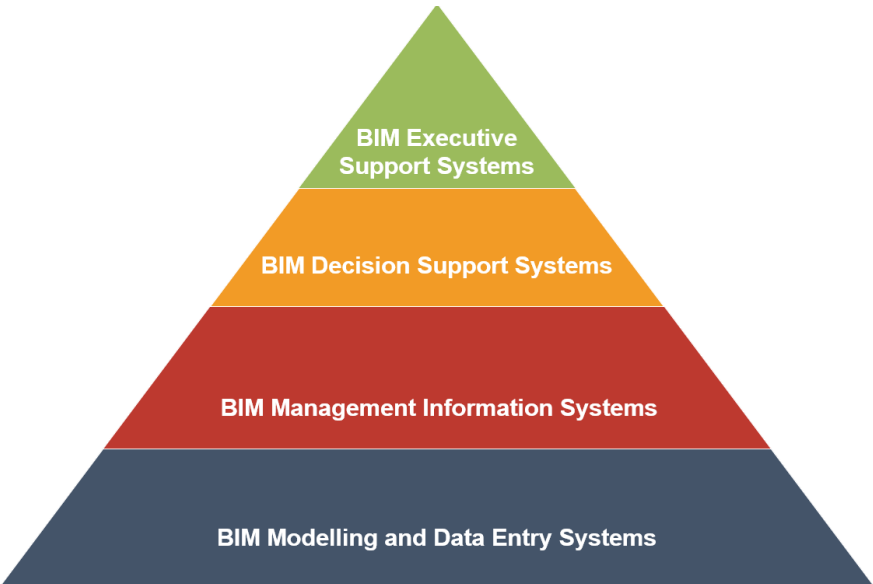 BIM Executive
Support Systems
BIM Decision Support Systems
BIM Management Information Systems
BIM Modelling and Data Entry Systems